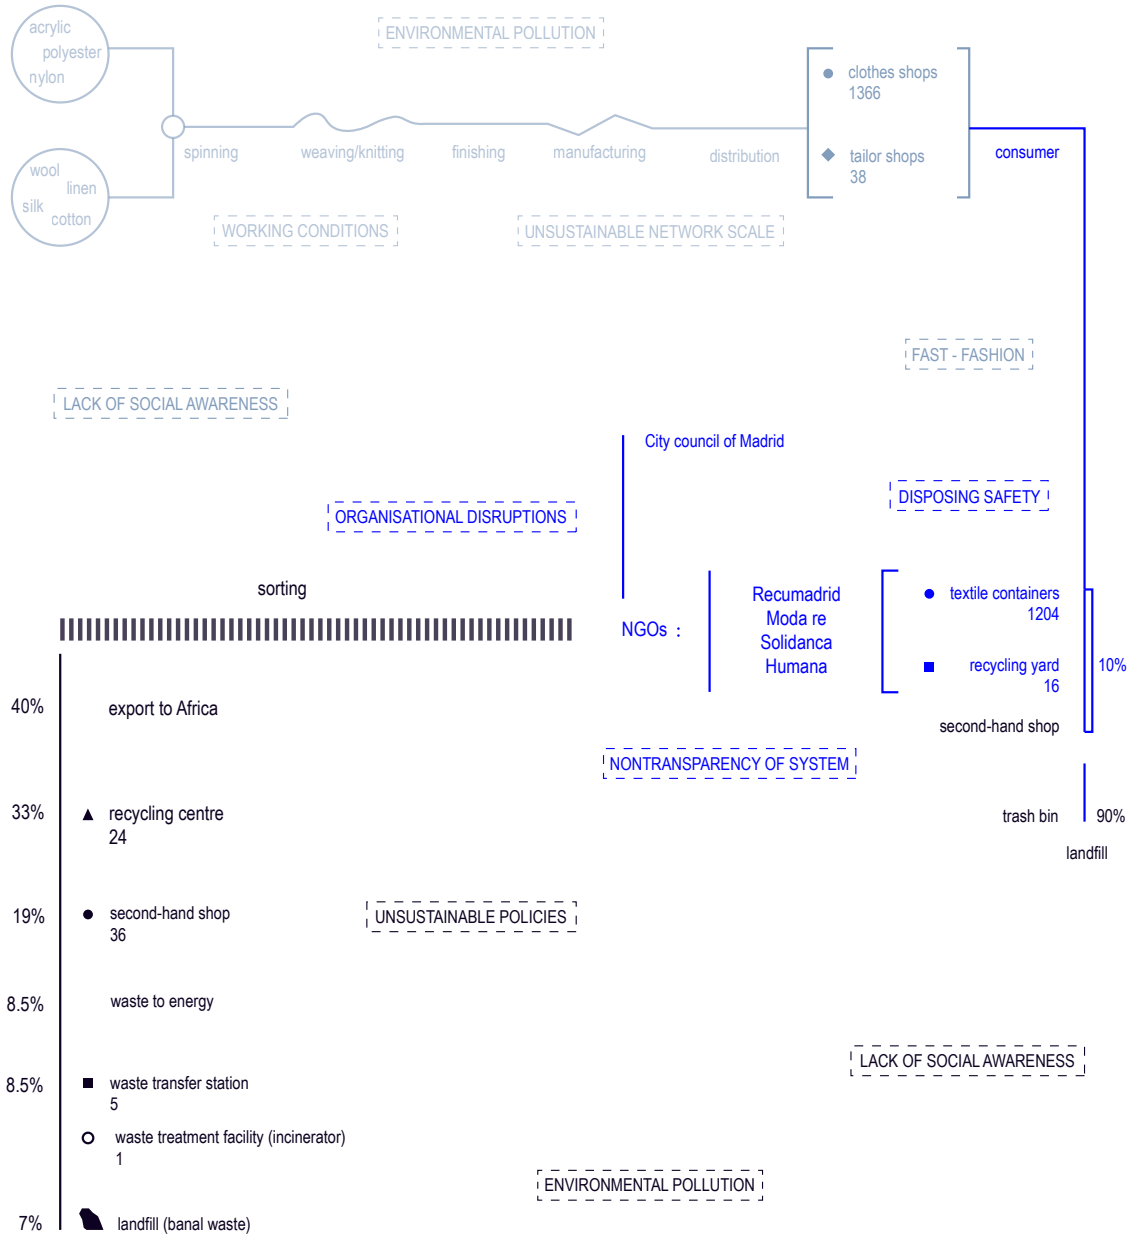 acrylic
polyester
nylon
ENVIRONMENTAL POLLUTION
clothes shops
1366
spinning
weaving/knitting
finishing
manufacturing
distribution
tailor shops
38
consumer
wool
linen
silk
cotton
WORKING CONDITIONS
UNSUSTAINABLE NETWORK SCALE
FAST - FASHION
LACK OF SOCIAL AWARENESS
City council of Madrid
DISPOSING SAFETY
ORGANISATIONAL DISRUPTIONS
sorting
NGOs :
Recumadrid
Moda re
Solidanca
Humana
textile containers
1204
recycling yard
16
10%
second-hand shop
40%
export to Africa
NONTRANSPARENCY OF SYSTEM
trash bin
90%
landfill
33%
recycling centre
24
19%
second-hand shop
36
UNSUSTAINABLE POLICIES
8.5%
waste to energy
LACK OF SOCIAL AWARENESS
8.5%
waste transfer station
5
waste treatment facility (incinerator)
1
ENVIRONMENTAL POLLUTION
7%
landfill (banal waste)